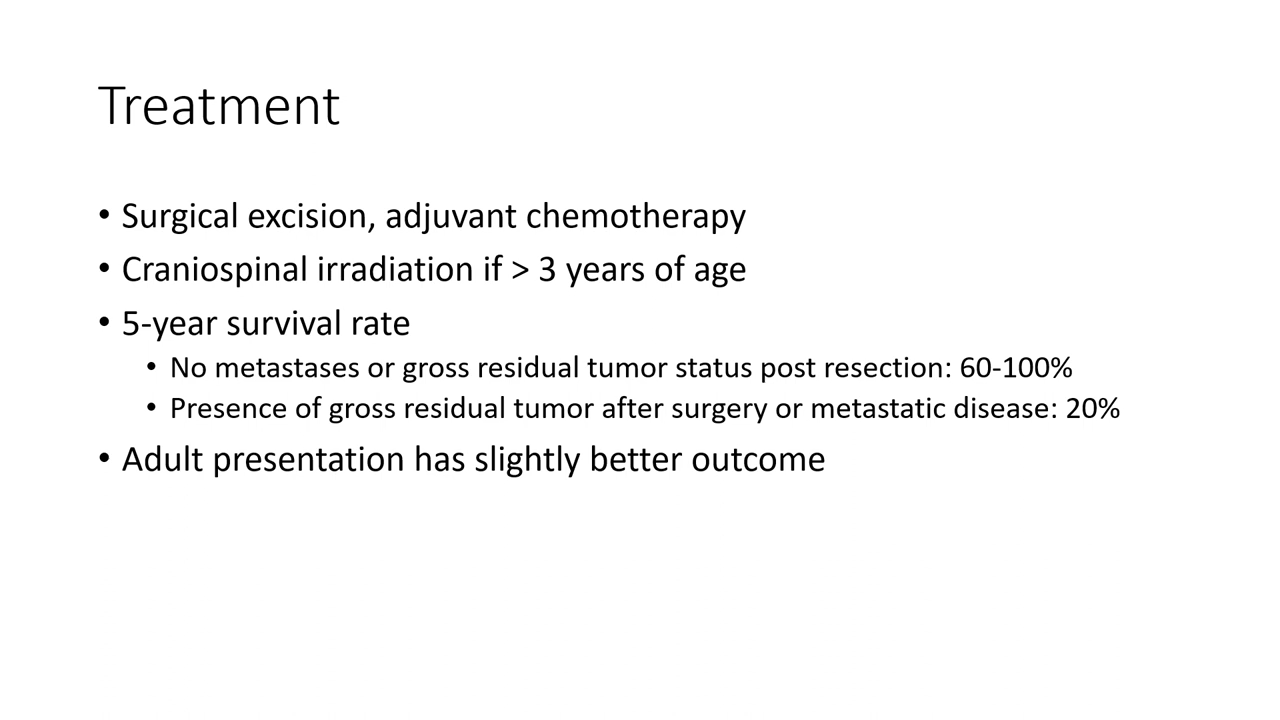 Treatment
• Surgical excision, adjuvant chemotherapy
• Craniospinal irradiation if > 3 years of age
• 5-year survival rate
• No metastases or gross residual tumor status post resection: 60-100%
• Presence of gross residual tumor after surgery or metastatic disease: 20%
• Adult presentation has slightly better outcome